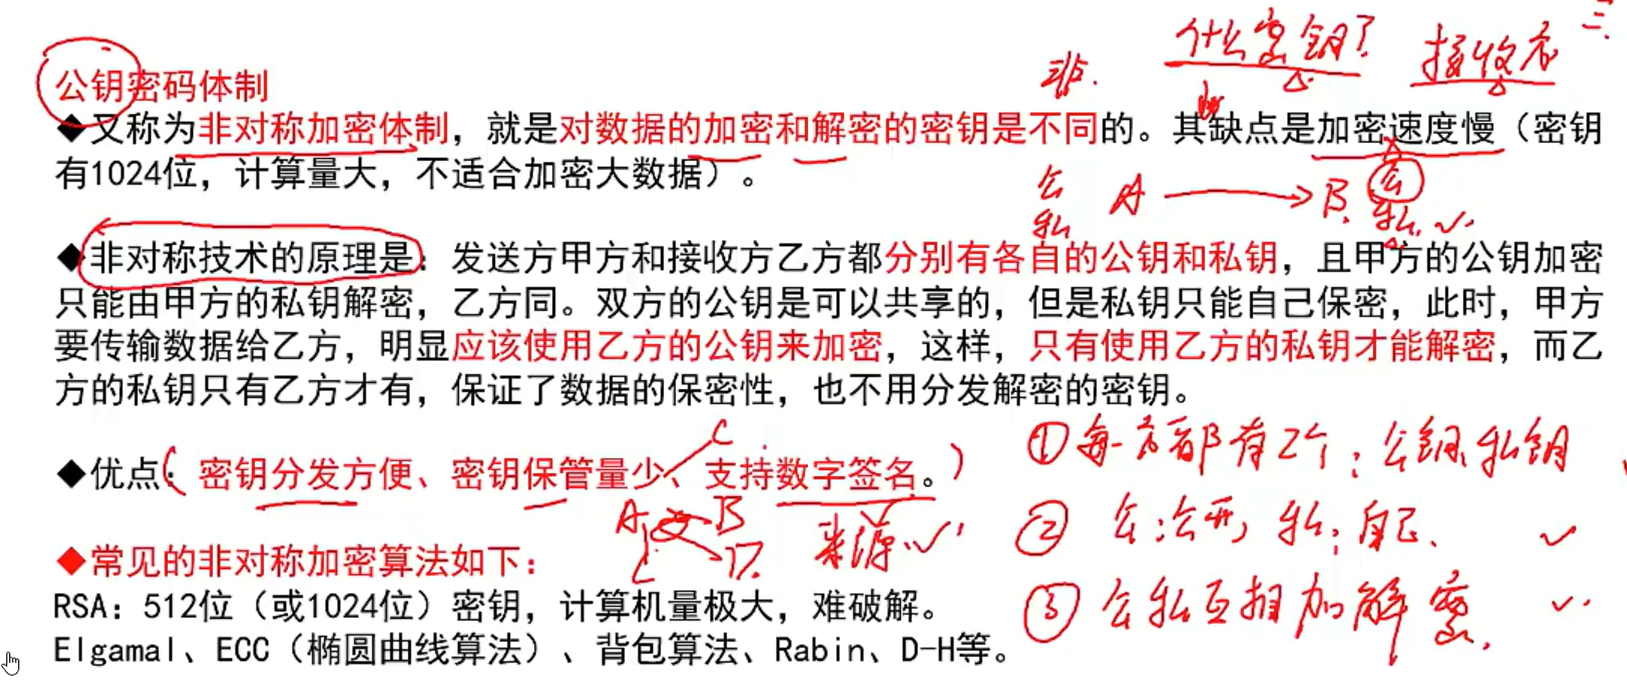 三.
什么密钥? 接收者
非.
公钥密码体制
◆又称为非对称加密体制，就是对数据的加密和解密的密钥是不同的。其缺点是加密速度慢（密钥
有1024位，计算量大，不适合加密大数据）。
公 A B 公
私 私
◆非对称技术的原理是：发送方甲方和接收方乙方都分别有各自的公钥和私钥，且甲方的公钥加密
只能由甲方的私钥解密，乙方同。双方的公钥是可以共享的，但是私钥只能自己保密，此时，甲方
要传输数据给乙方，明显应该使用乙方的公钥来加密，这样，只有使用乙方的私钥才能解密，而乙
方的私钥只有乙方才有，保证了数据的保密性，也不用分发解密的密钥。
①每一方都有2个:公钥、私钥
C
◆优点：密钥分发方便、密钥保管量少、支持数字签名。
A B 来源
②公:公开, 私:自己.
C D.
◆常见的非对称加密算法如下：
RSA：512位（或1024位）密钥，计算机量极大，难破解。
③公私互相加解密.
Elgamal、ECC（椭圆曲线算法）、背包算法、Rabin、D-H等。